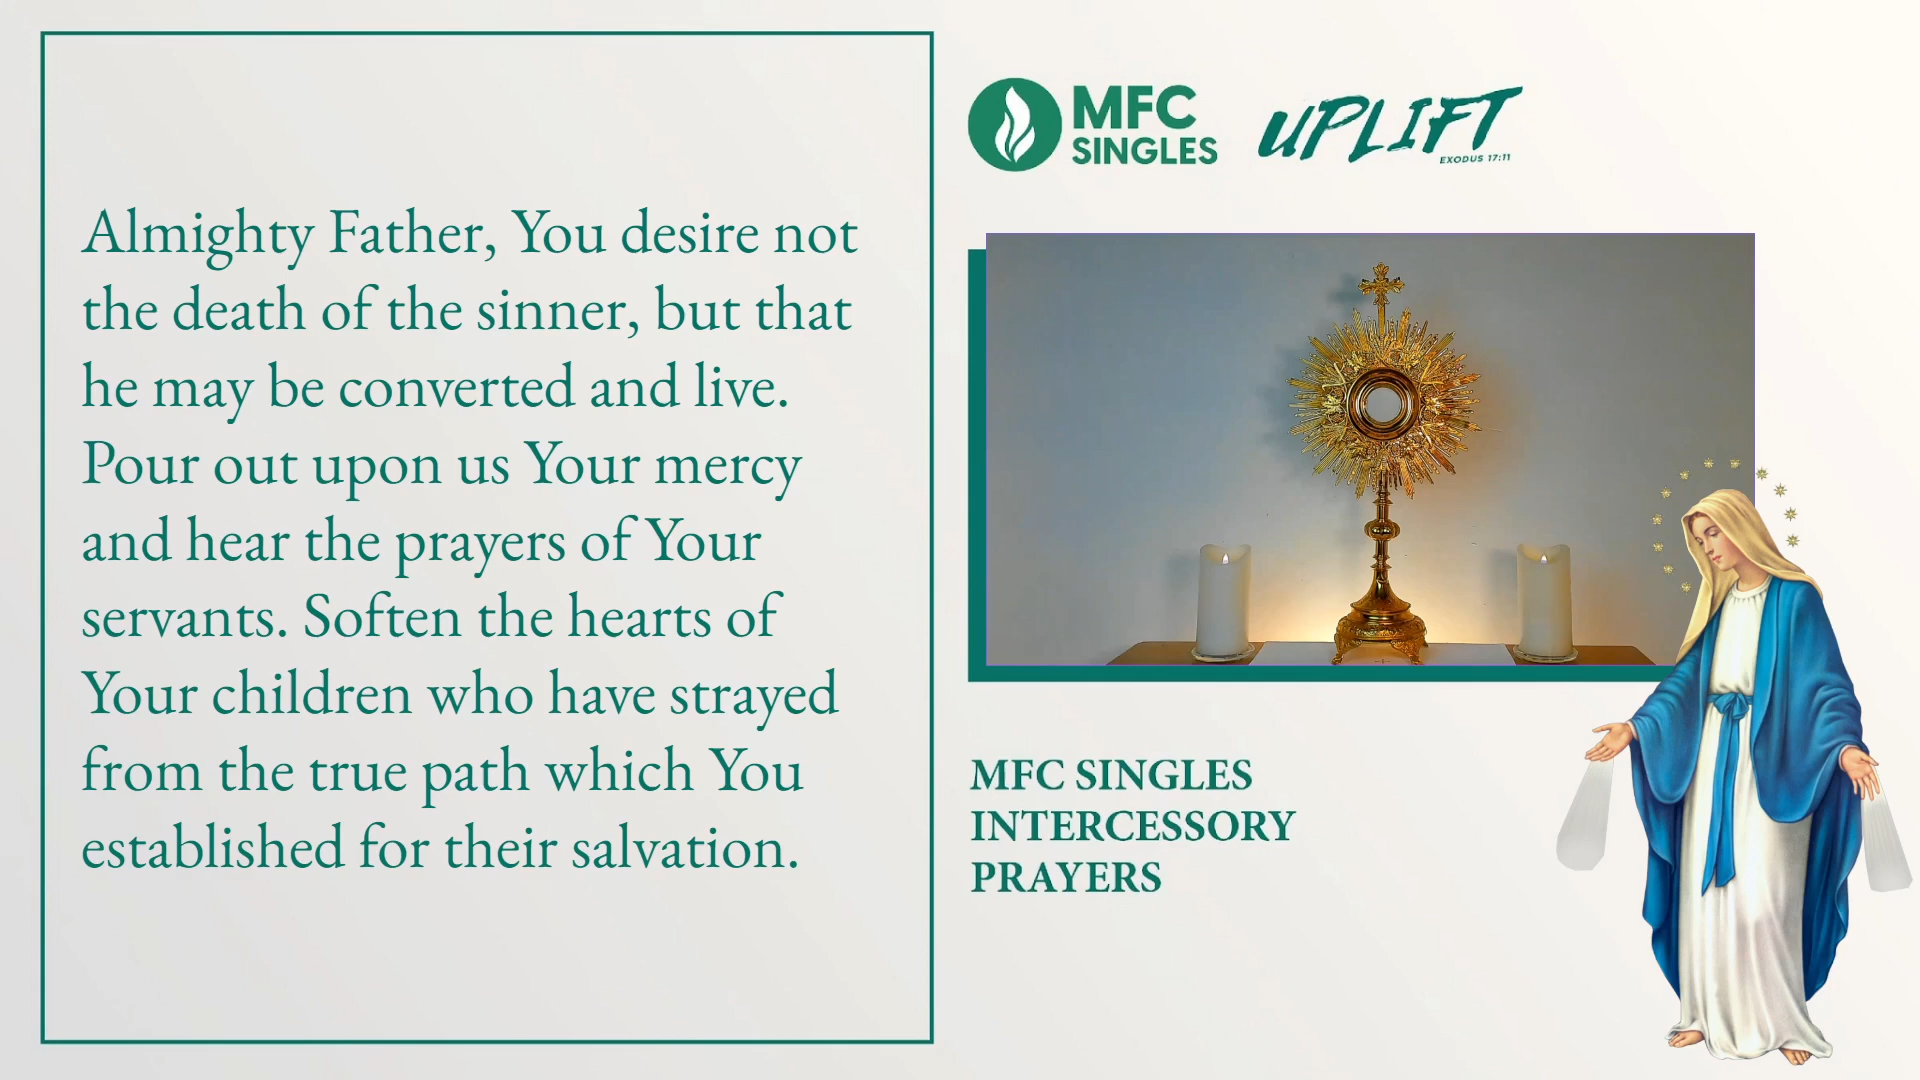 Almighty Father, You desire not
the death of the sinner, but that
he may be converted and live.
Pour out upon us Your mercy
and hear the prayers of Your
servants. Soften the hearts of
Your children who have strayed
from the true path which You
established for their salvation.
MFC
SINGLES
UPLIFT
EXODUS 17:11
MFC SINGLES
INTERCESSORY
PRAYERS